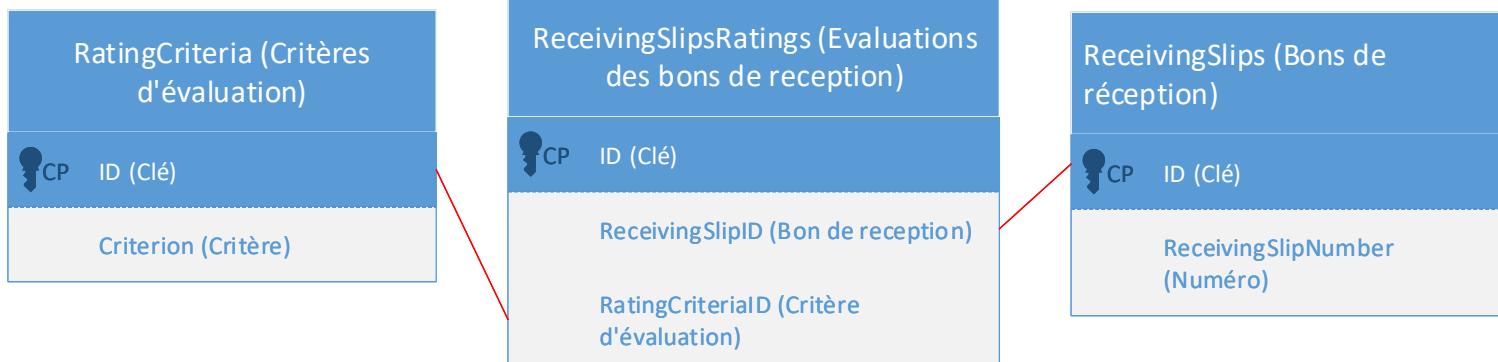 RatingCriteria (Critères
d'évaluation)
CP ID (Clé)
Criterion (Critère)
ReceivingSlipsRatings (Evaluations
des bons de reception)
CP ID (Clé)
ReceivingSlipID (Bon de reception)
RatingCriteriaID (Critère
d'évaluation)
ReceivingSlips (Bons de
réception)
CP ID (Clé)
ReceivingSlipNumber
(Numéro)